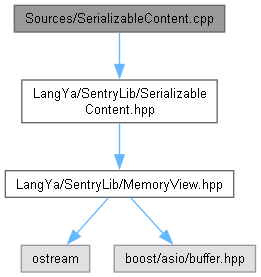 Sources/SerializableContent.cpp
LangYa/SentryLib/Serializable
Content.hpp
LangYa/SentryLib/MemoryView.hpp
ostream
boost/asio/buffer.hpp